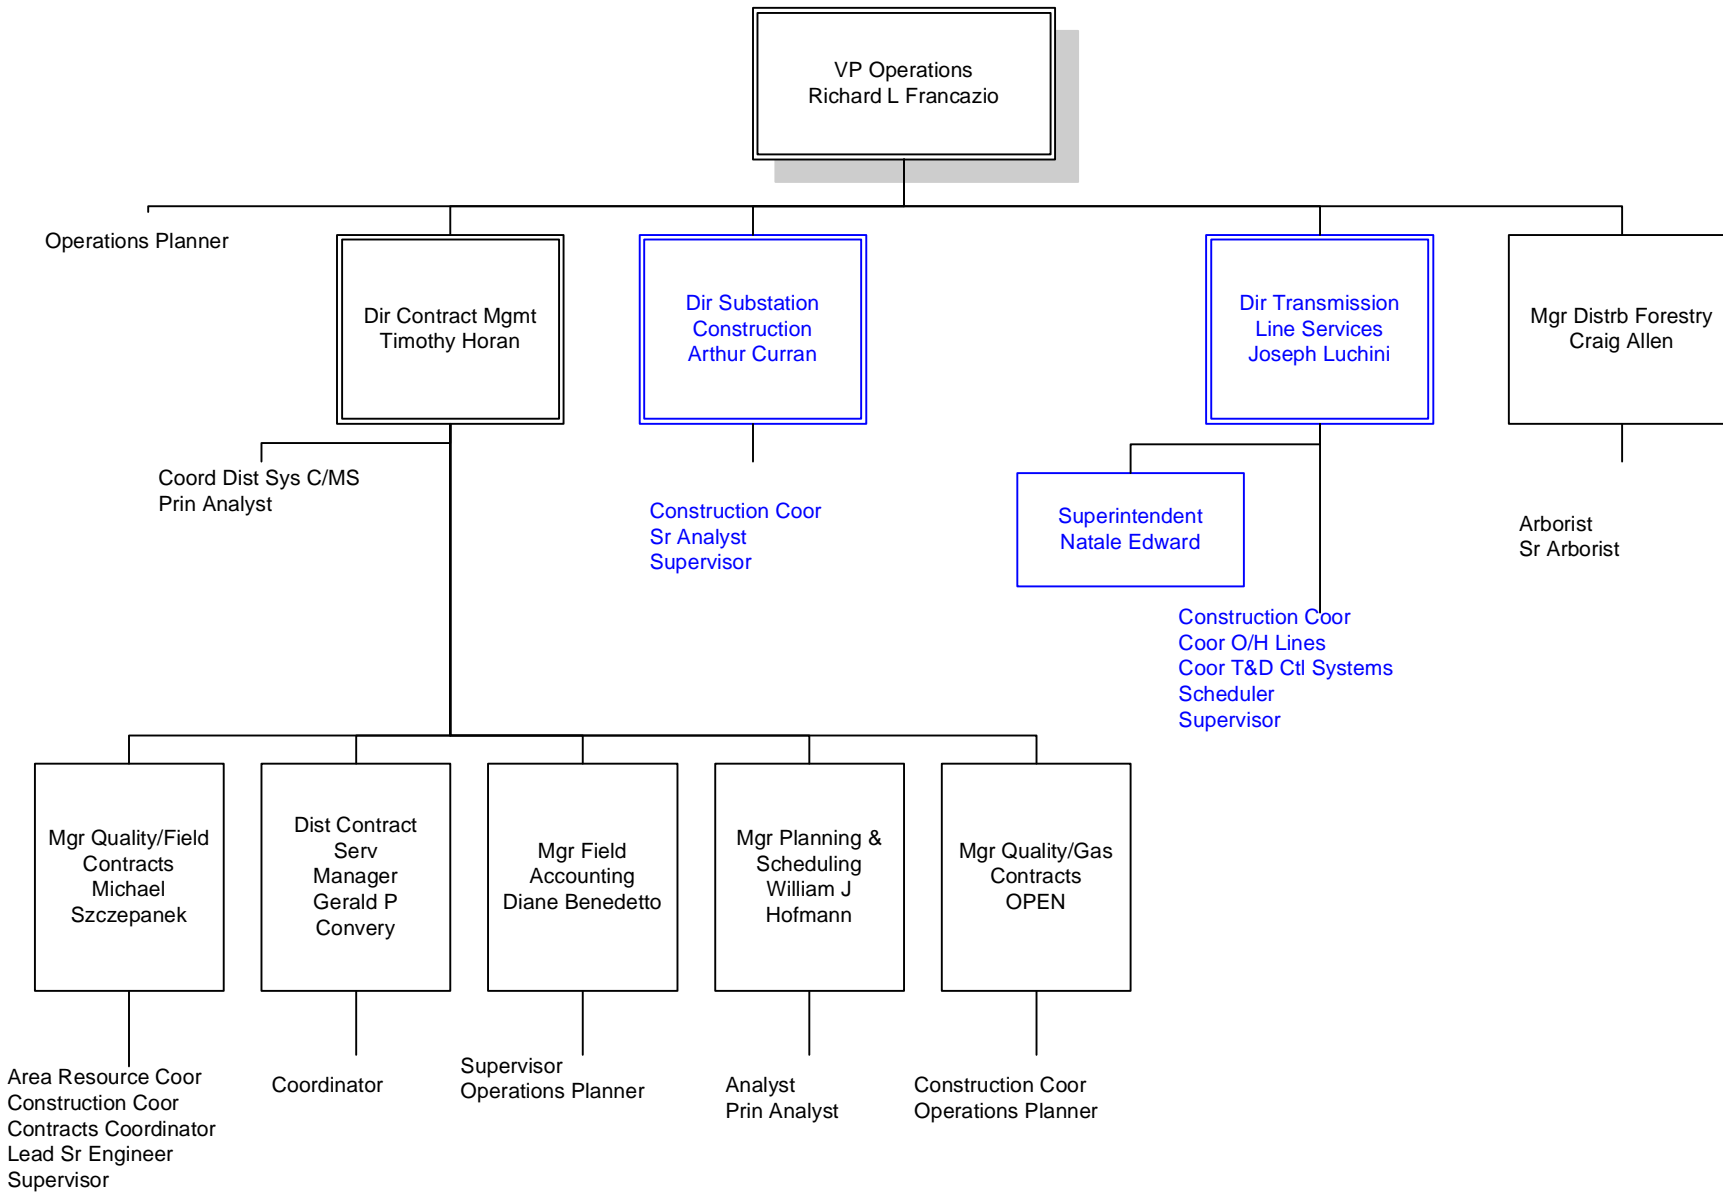 VP Operations
Richard L Francazio
Operations Planner
Dir Contract Mgmt
Timothy Horan
Dir Substation
Construction
Arthur Curran
Dir Transmission
Line Services
Joseph Luchini
Mgr Distrb Forestry
Craig Allen
Coord Dist Sys C/MS
Prin Analyst
Construction Coor
Sr Analyst
Supervisor
Superintendent
Natale Edward
Construction Coor
Coor O/H Lines
Coor T&D Ctl Systems
Scheduler
Supervisor
Arborist
Sr Arborist
Mgr Quality/Field
Contracts
Michael
Szczepanek
Dist Contract
Serv
Manager
Gerald P
Convery
Mgr Field
Accounting
Diane Benedetto
Mgr Planning &
Scheduling
William J
Hofmann
Mgr Quality/Gas
Contracts
OPEN
Area Resource Coor
Construction Coor
Contracts Coordinator
Lead Sr Engineer
Supervisor
Coordinator
Supervisor
Operations Planner
Analyst
Prin Analyst
Construction Coor
Operations Planner